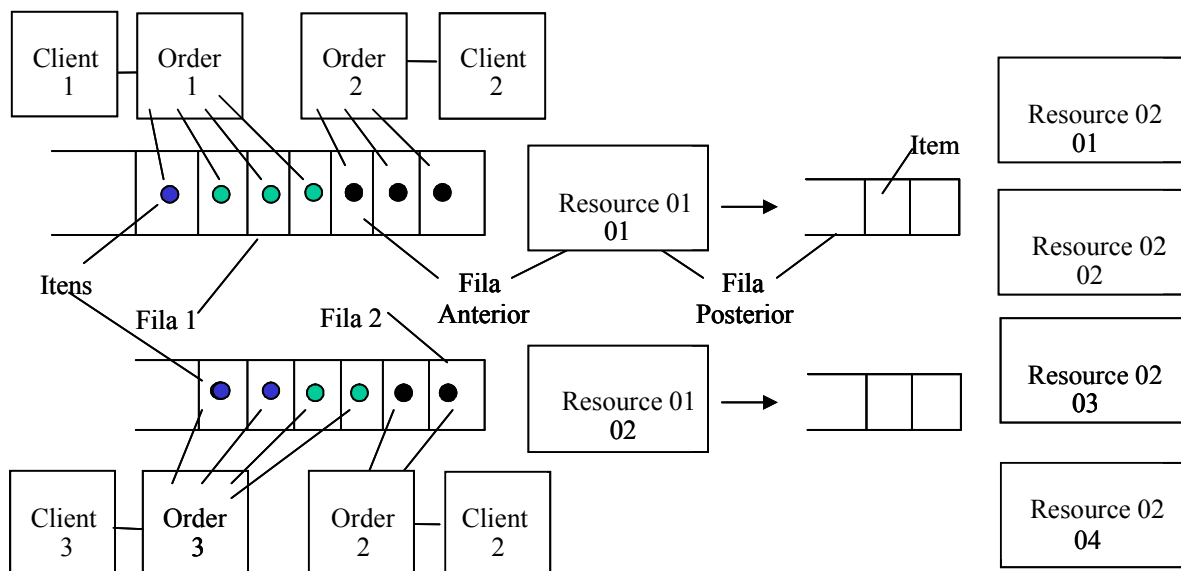 Client
1
Order
1
Order
2
Client
2
Resource 02
01
Item
Resource 01
01
Resource 02
02
Itens
Fila 1
Fila
Anterior
Fila
Posterior
Fila 2
Resource 01
02
Resource 02
03
Client
3
Order
3
Order
2
Client
2
Resource 02
04